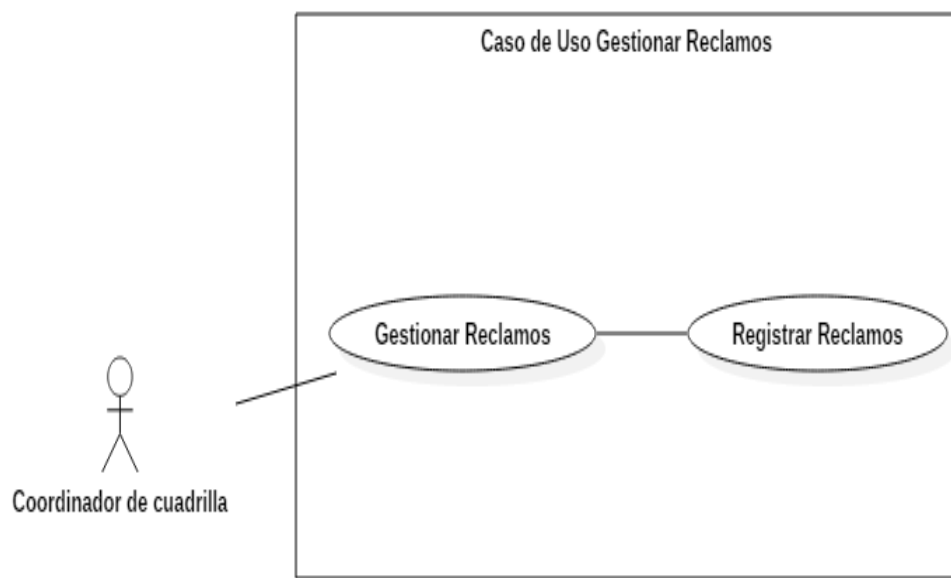 Caso de Uso Gestionar Reclamos
Gestionar Reclamos
Registrar Reclamos
Coordinador de cuadrilla